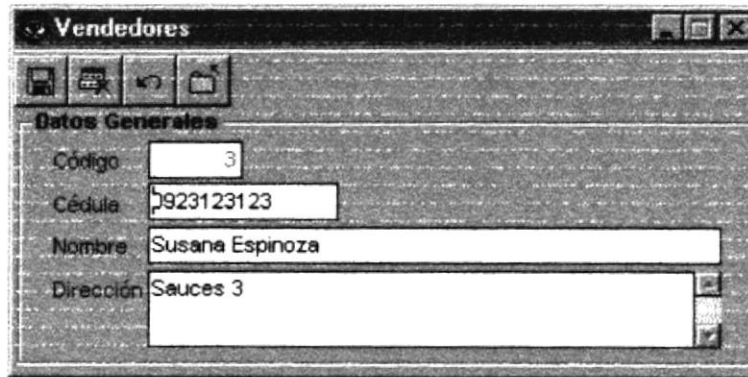 Vendedores
Datos Generales
Código 3
Cédula 0923123123
Nombre Susana Espinoza
Dirección Sauces 3